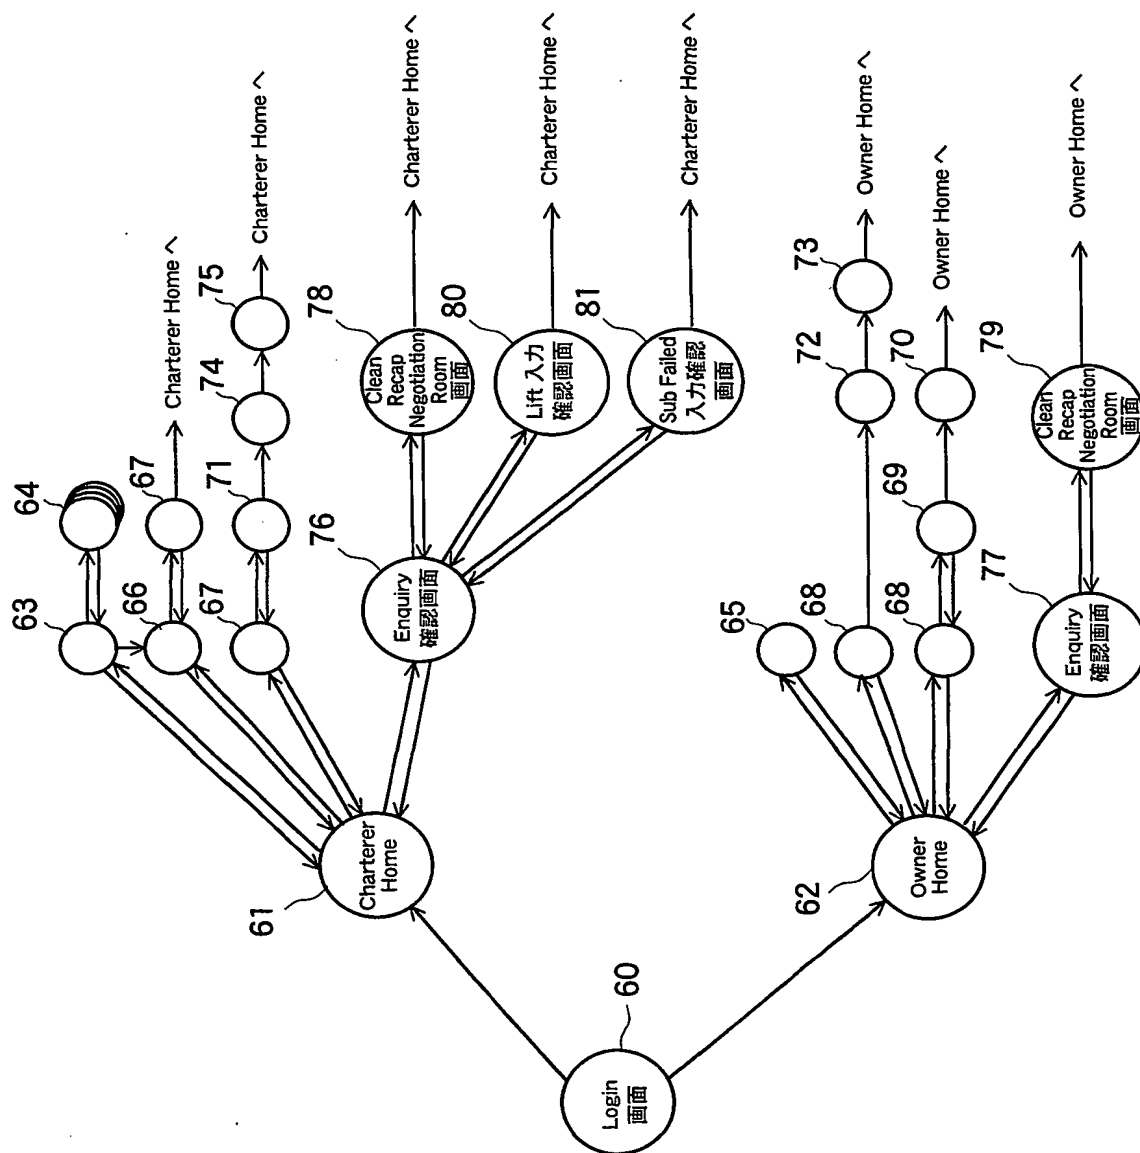 64
63
67
Charterer Home へ
66
75
Charterer Home へ
74
71
67
78
Clean
Recap
Negotiation
Room
画面
Charterer Home へ
76
Enquiry
確認画面
80
Lift 入力
確認画面
Charterer Home へ
81
Sub Failed
入力確認
画面
Charterer Home へ
61
Charterer
Home
60
Login
画面
62
Owner
Home
65
73
Owner Home へ
72
68
70
Owner Home へ
69
68
79
Clean
Recap
Negotiation
Room
画面
Owner Home へ
77
Enquiry
確認画面